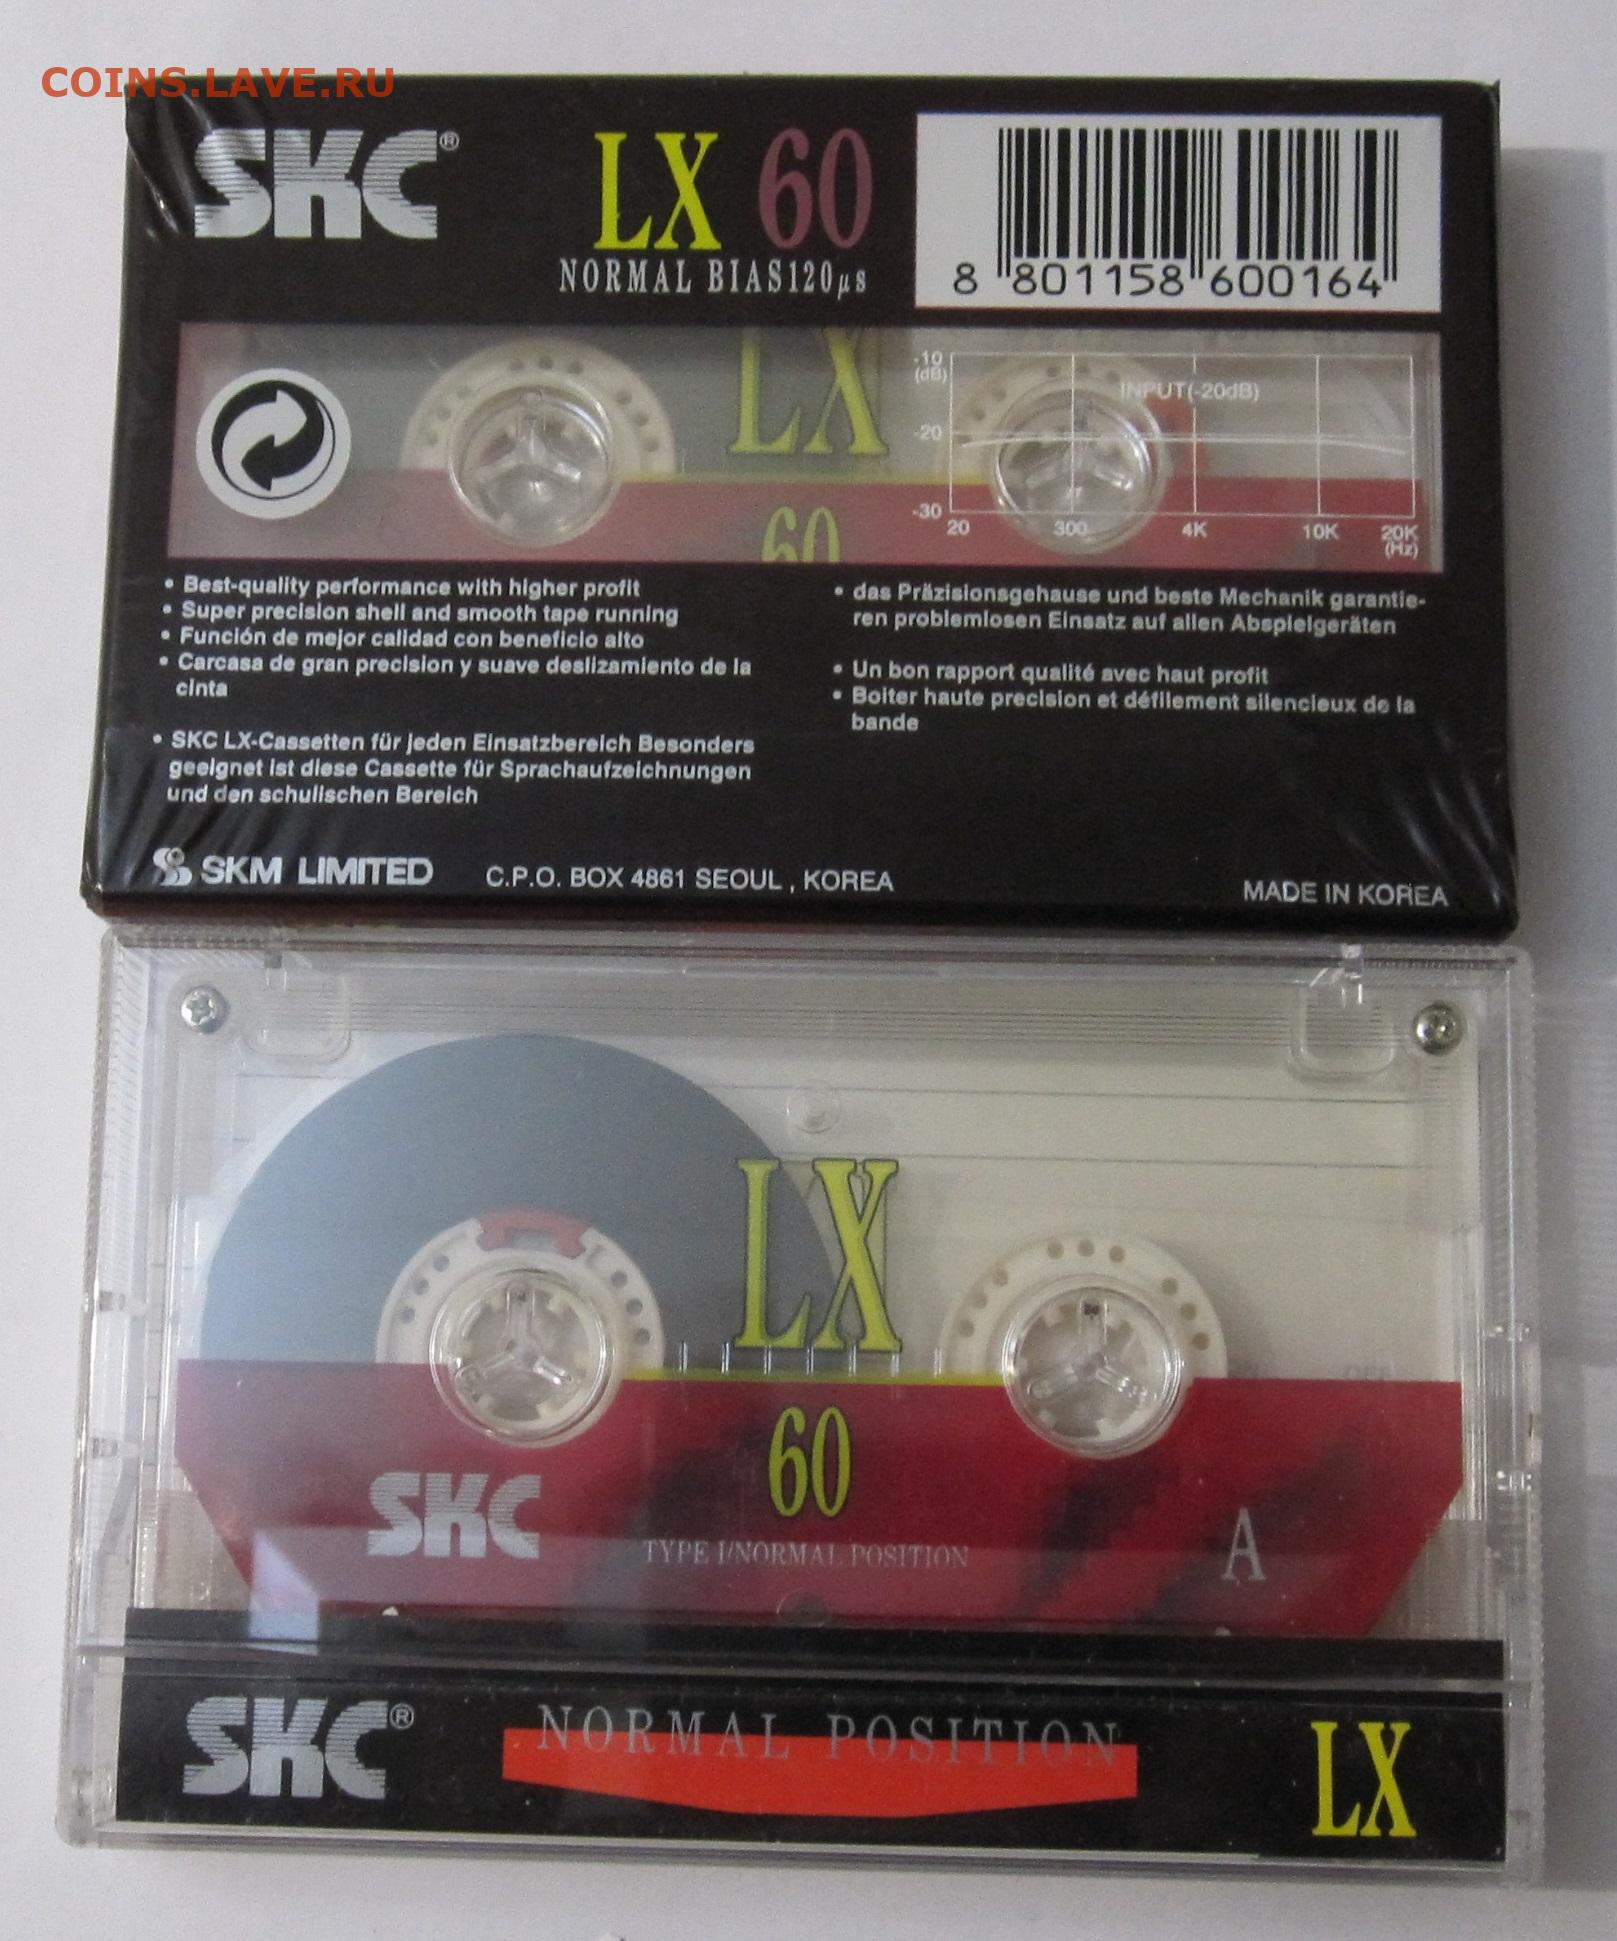 COINS.LAVE.RU
SKC®
LX 60
NORMAL BIAS120µs
8 801158 600164
LX
60
-10
(dB)
INPUT(-20dB)
-20
-30
20 300 4K 10K 20K
(Hz)
• Best-quality performance with higher profit
• Super precision shell and smooth tape running
• Función de mejor calidad con beneficio alto
• Carcasa de gran precision y suave deslizamiento de la
cinta
• SKC LX-Cassetten für jeden Einsatzbereich Besonders
geeignet ist diese Cassette für Sprachaufzeichnungen
und den schulischen Bereich
• das Präzisionsgehause und beste Mechanik garantie-
ren problemlosen Einsatz auf allen Abspielgeräten
• Un bon rapport qualité avec haut profit
• Boiter haute precision et défilement silencieux de la
bande
SKM LIMITED C.P.O. BOX 4861 SEOUL , KOREA
MADE IN KOREA
LX
60
SKC
TYPE I/NORMAL POSITION
A
SKC®
NORMAL POSITION
LX